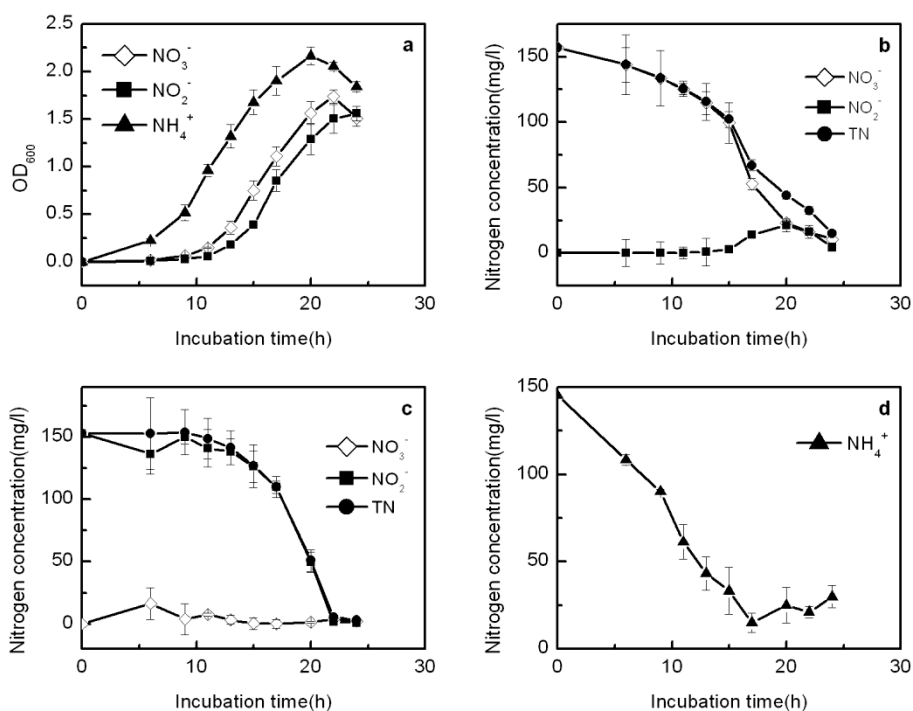 a
NO₃⁻
NO₂⁻
NH₄⁺
OD₆₀₀
2.5
2.0
1.5
1.0
0.5
0.0
0 10 20 30
Incubation time(h)
b
NO₃⁻
NO₂⁻
TN
Nitrogen concentration(mg/l)
150
100
50
0
0 10 20 30
Incubation time(h)
c
NO₃⁻
NO₂⁻
TN
Nitrogen concentration(mg/l)
150
100
50
0
0 10 20 30
Incubation time(h)
d
NH₄⁺
Nitrogen concentration(mg/l)
150
100
50
0
0 10 20 30
Incubation time(h)